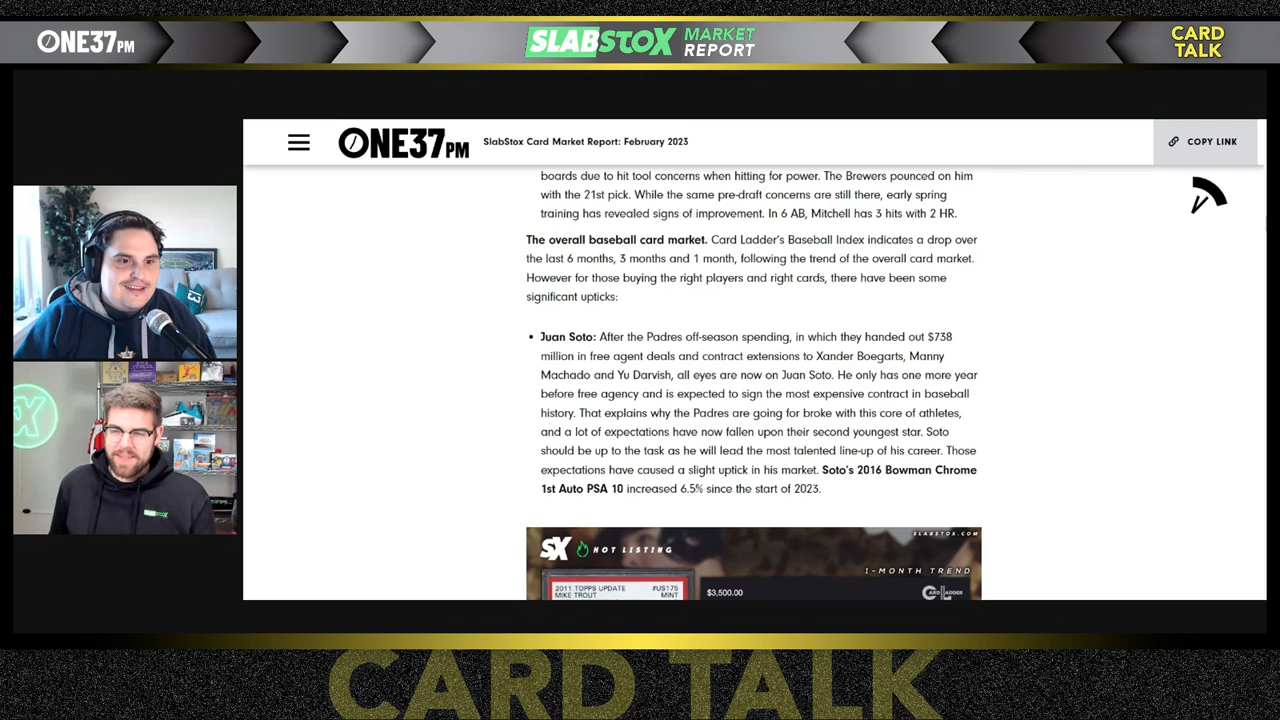 ONE37PM
SLABSTOX MARKET REPORT
CARD TALK
ONE37PM
SlabStox Card Market Report: February 2023
COPY LINK
boards due to hit tool concerns when hitting for power. The Brewers pounced on him
with the 21st pick. While the same pre-draft concerns are still there, early spring
training has revealed signs of improvement. In 6 AB, Mitchell has 3 hits with 2 HR.
The overall baseball card market. Card Ladder's Baseball Index indicates a drop over
the last 6 months, 3 months and 1 month, following the trend of the overall card market.
However for those buying the right players and right cards, there have been some
significant upticks:
• Juan Soto: After the Padres off-season spending, in which they handed out $738
million in free agent deals and contract extensions to Xander Boegarts, Manny
Machado and Yu Darvish, all eyes are now on Juan Soto. He only has one more year
before free agency and is expected to sign the most expensive contract in baseball
history. That explains why the Padres are going for broke with this core of athletes,
and a lot of expectations have now fallen upon their second youngest star. Soto
should be up to the task as he will lead the most talented line-up of his career. Those
expectations have caused a slight uptick in his market. Soto's 2016 Bowman Chrome
1st Auto PSA 10 increased 6.5% since the start of 2023.
SLABSTOX.COM
SX HOT LISTING
1-MONTH TREND
2011 TOPPS UPDATE #US175
MIKE TROUT MINT
$3,500.00
CARD LADDER
CARD TALK